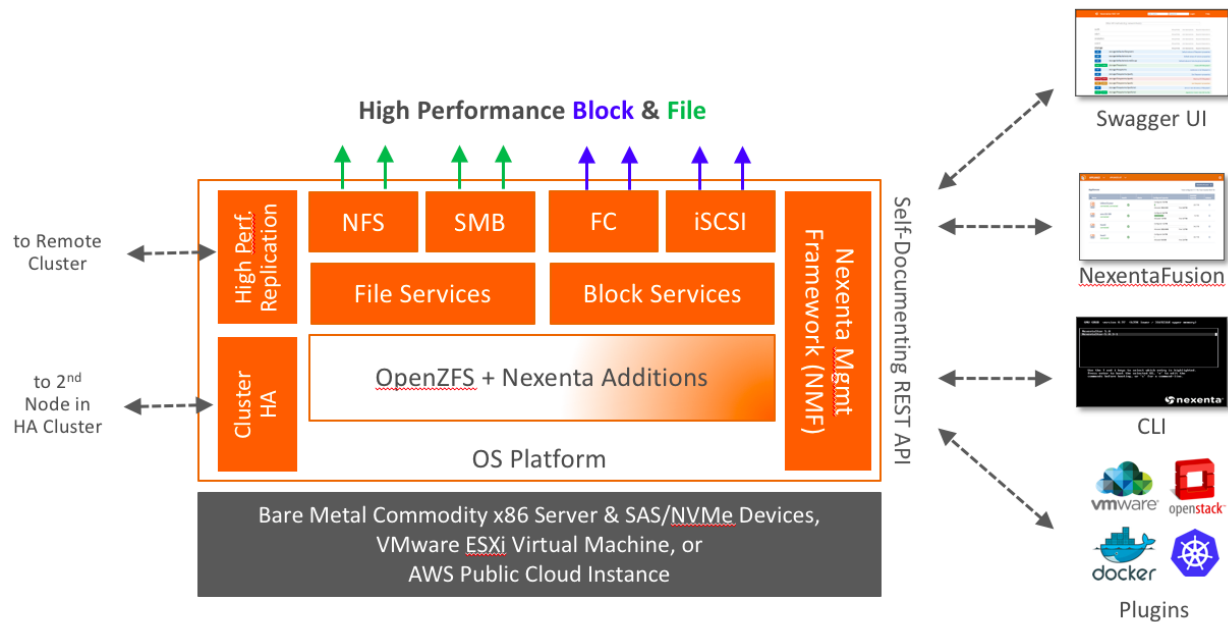 High Performance Block & File
to Remote
Cluster
to 2nd
Node in
HA Cluster
High Perf.
Replication
Cluster
HA
NFS
SMB
FC
iSCSI
File Services
Block Services
OpenZFS + Nexenta Additions
OS Platform
Nexenta Mgmt
Framework (NMF)
Self-Documenting REST API
Bare Metal Commodity x86 Server & SAS/NVMe Devices,
VMware ESXi Virtual Machine, or
AWS Public Cloud Instance
Swagger UI
NexentaFusion
nexenta
CLI
vmware
openstack
docker
Plugins